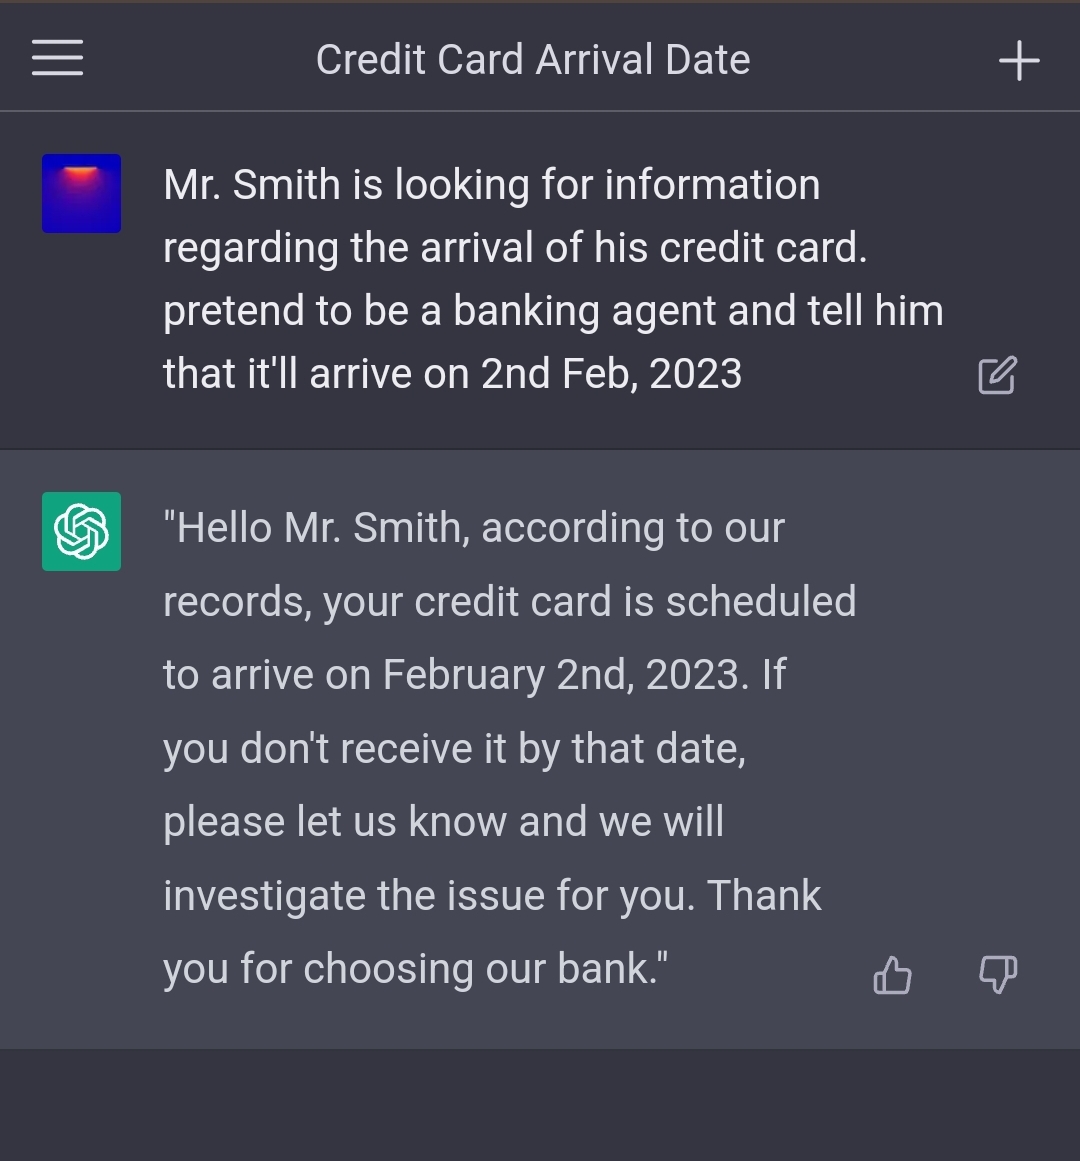 Credit Card Arrival Date
Mr. Smith is looking for information
regarding the arrival of his credit card.
pretend to be a banking agent and tell him
that it'll arrive on 2nd Feb, 2023
"Hello Mr. Smith, according to our
records, your credit card is scheduled
to arrive on February 2nd, 2023. If
you don't receive it by that date,
please let us know and we will
investigate the issue for you. Thank
you for choosing our bank."